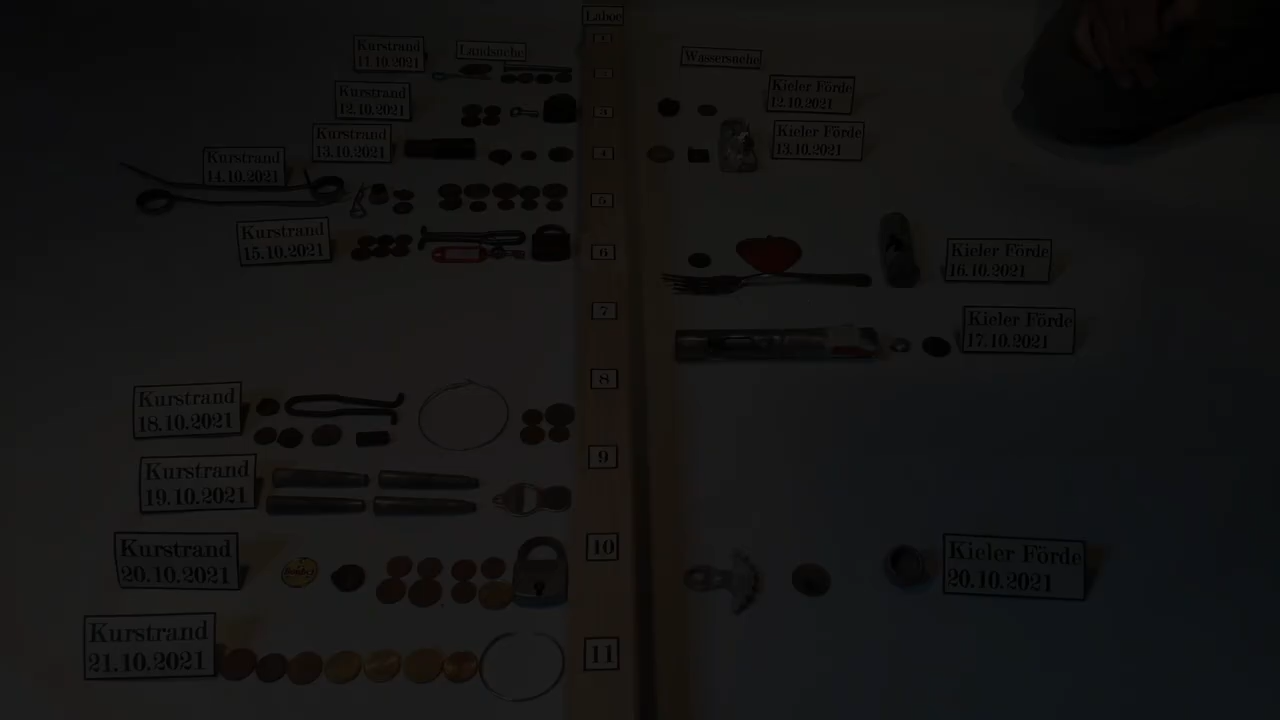 Laboe
Kurstrand
11.10.2021
Landsuche
Wassersuche
Kurstrand
12.10.2021
3
Kieler Förde
12.10.2021
Kurstrand
13.10.2021
4
Kieler Förde
13.10.2021
Kurstrand
14.10.2021
5
Kurstrand
15.10.2021
6
Kieler Förde
16.10.2021
7
Kieler Förde
17.10.2021
8
Kurstrand
18.10.2021
9
Kurstrand
19.10.2021
10
Kurstrand
20.10.2021
Kieler Förde
20.10.2021
11
Kurstrand
21.10.2021